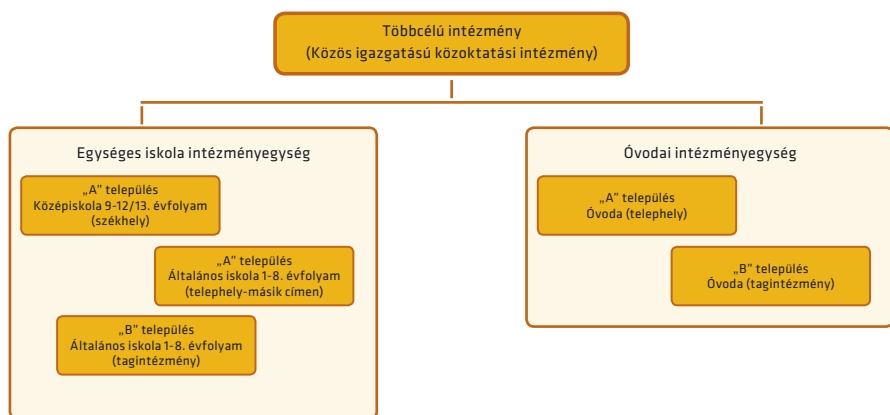 Többcélú intézmény
(Közös igazgatású közoktatási intézmény)
Egységes iskola intézményegység
„A” település
Középiskola 9-12/13. évfolyam
(székhely)
„A” település
Általános iskola 1-8. évfolyam
(telephely-másik címen)
„B” település
Általános iskola 1-8. évfolyam
(tagintézmény)
Óvodai intézményegység
„A” település
Óvoda (telephely)
„B” település
Óvoda (tagintézmény)